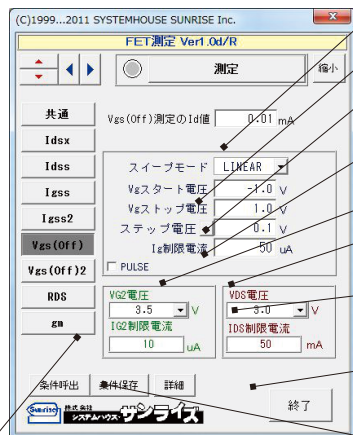 (C)1999...2011 SYSTEMHOUSE SUNRISE Inc.
FET測定 Ver1.0d/R
測定 縮小
共通
Idsx
Idss
Igss
Igss2
Vgs(Off)
Vgs(Off)2
RDS
gm
Vgs(Off)測定のId値 0.01 mA
スイープモード LINEAR
Vgスタート電圧 -1.0 V
Vgストップ電圧 1.0 V
ステップ電圧 0.1 V
Ig制限電流 50 uA
PULSE
VG2電圧
3.5 V
IG2制限電流
10 uA
VDS電圧
3.0 V
IDS制限電流
50 mA
条件呼出 条件保存 詳細
Sunrise 株式会社 システムハウス サンライズ
終了